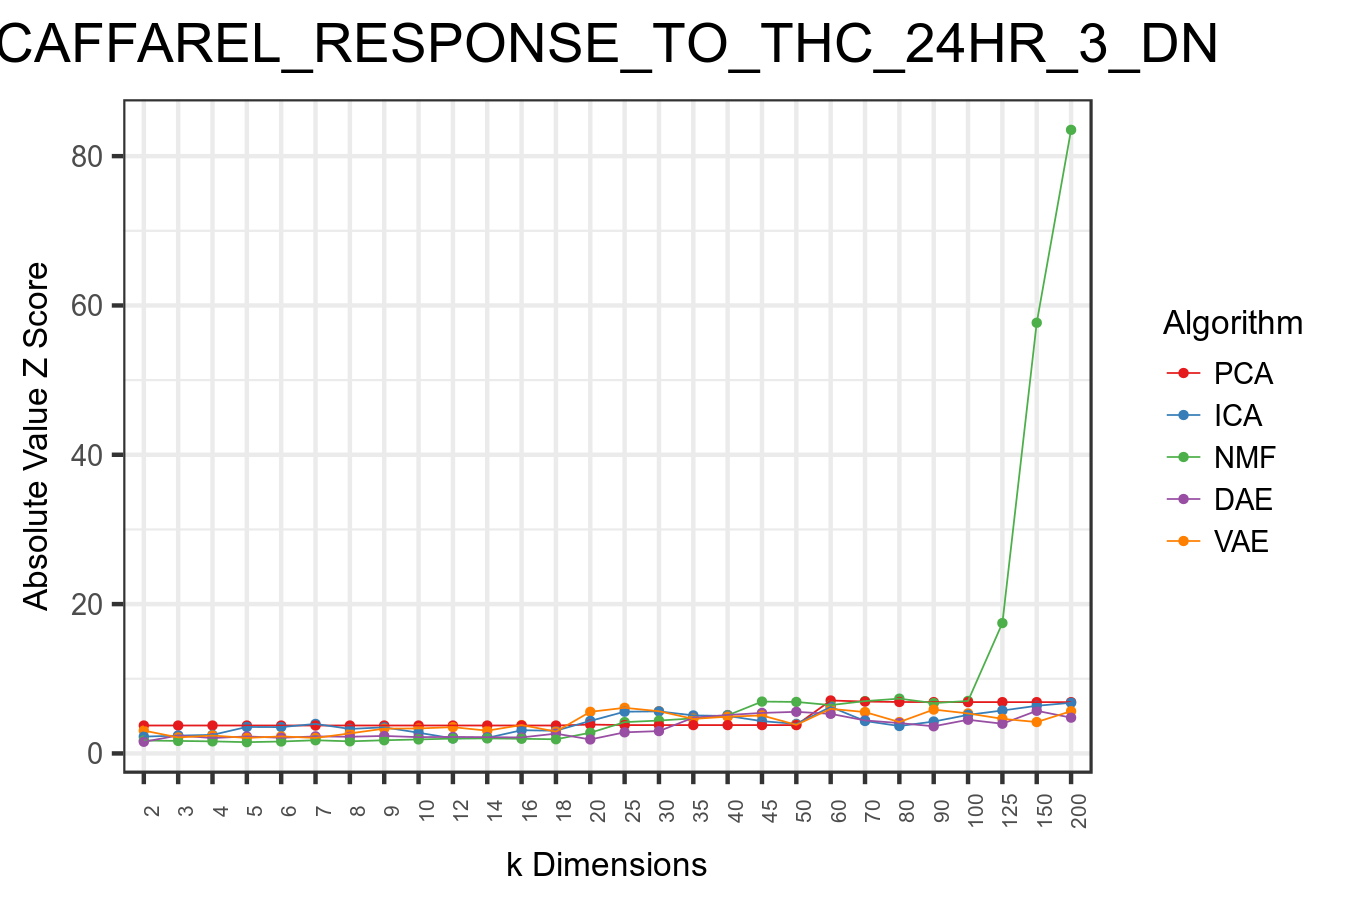 CAFFAREL_RESPONSE_TO_THC_24HR_3_DN
Absolute Value Z Score
80
60
40
20
0
2 3 4 5 6 7 8 9 10 12 14 16 18 20 25 30 35 40 45 50 60 70 80 90 100 125 150 200
k Dimensions
Algorithm
PCA
ICA
NMF
DAE
VAE